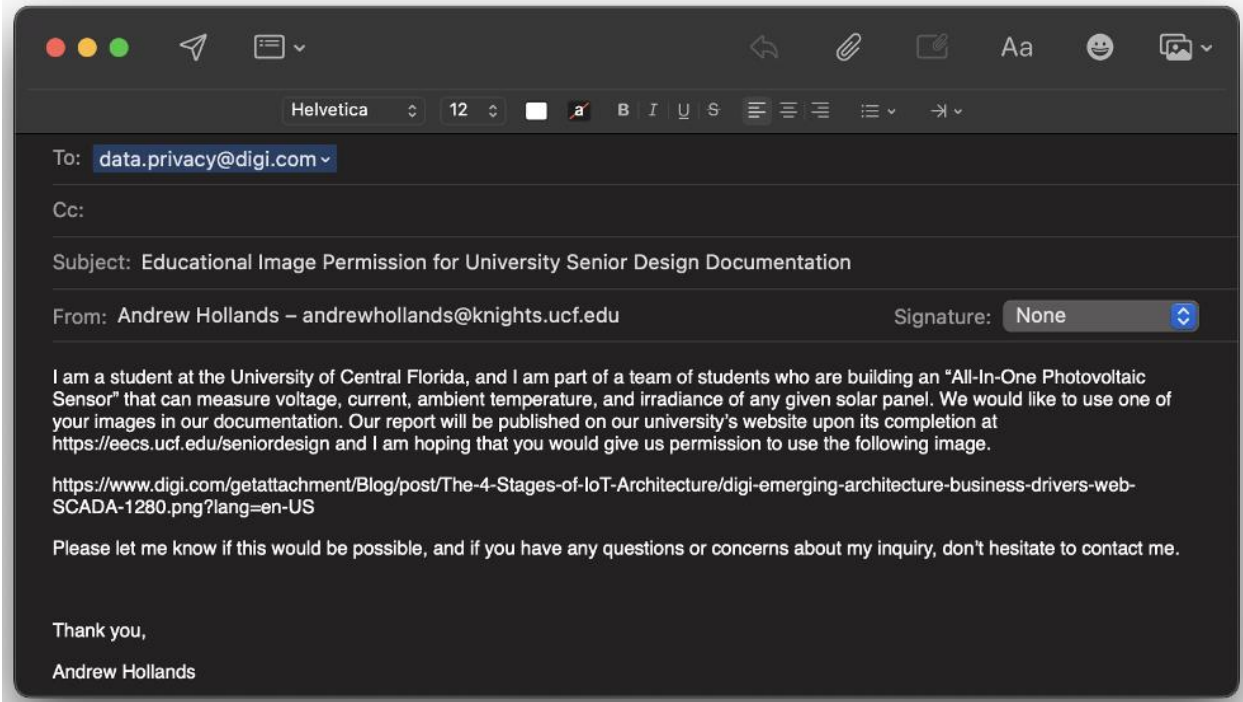 Aa
Helvetica
12
a
B I U S
To: data.privacy@digi.com
Cc:
Subject: Educational Image Permission for University Senior Design Documentation
From: Andrew Hollands – andrewhollands@knights.ucf.edu
Signature: None
I am a student at the University of Central Florida, and I am part of a team of students who are building an “All-In-One Photovoltaic
Sensor” that can measure voltage, current, ambient temperature, and irradiance of any given solar panel. We would like to use one of
your images in our documentation. Our report will be published on our university’s website upon its completion at
https://eecs.ucf.edu/seniordesign and I am hoping that you would give us permission to use the following image.
https://www.digi.com/getattachment/Blog/post/The-4-Stages-of-IoT-Architecture/digi-emerging-architecture-business-drivers-web-
SCADA-1280.png?lang=en-US
Please let me know if this would be possible, and if you have any questions or concerns about my inquiry, don’t hesitate to contact me.
Thank you,
Andrew Hollands